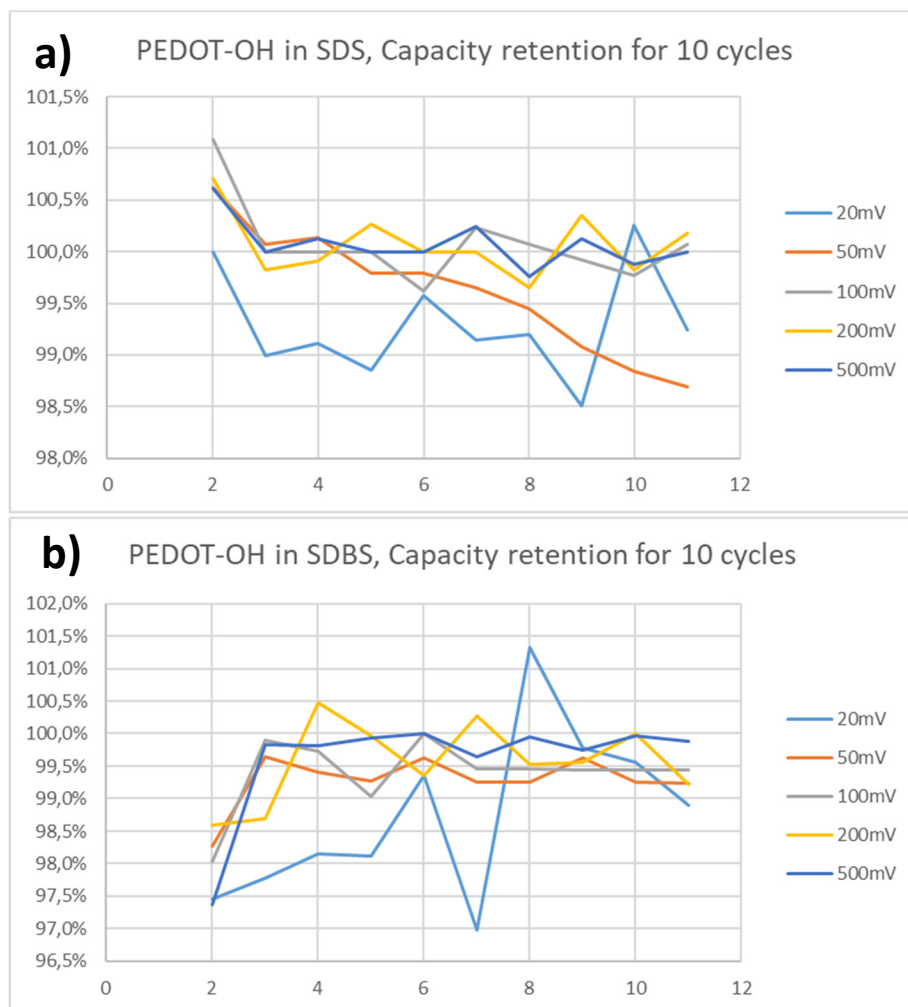 a)
PEDOT-OH in SDS, Capacity retention for 10 cycles
101,5%
101,0%
100,5%
100,0%
99,5%
99,0%
98,5%
98,0%
0 2 4 6 8 10 12
20mV
50mV
100mV
200mV
500mV
b)
PEDOT-OH in SDBS, Capacity retention for 10 cycles
102,0%
101,5%
101,0%
100,5%
100,0%
99,5%
99,0%
98,5%
98,0%
97,5%
97,0%
96,5%
0 2 4 6 8 10 12
20mV
50mV
100mV
200mV
500mV